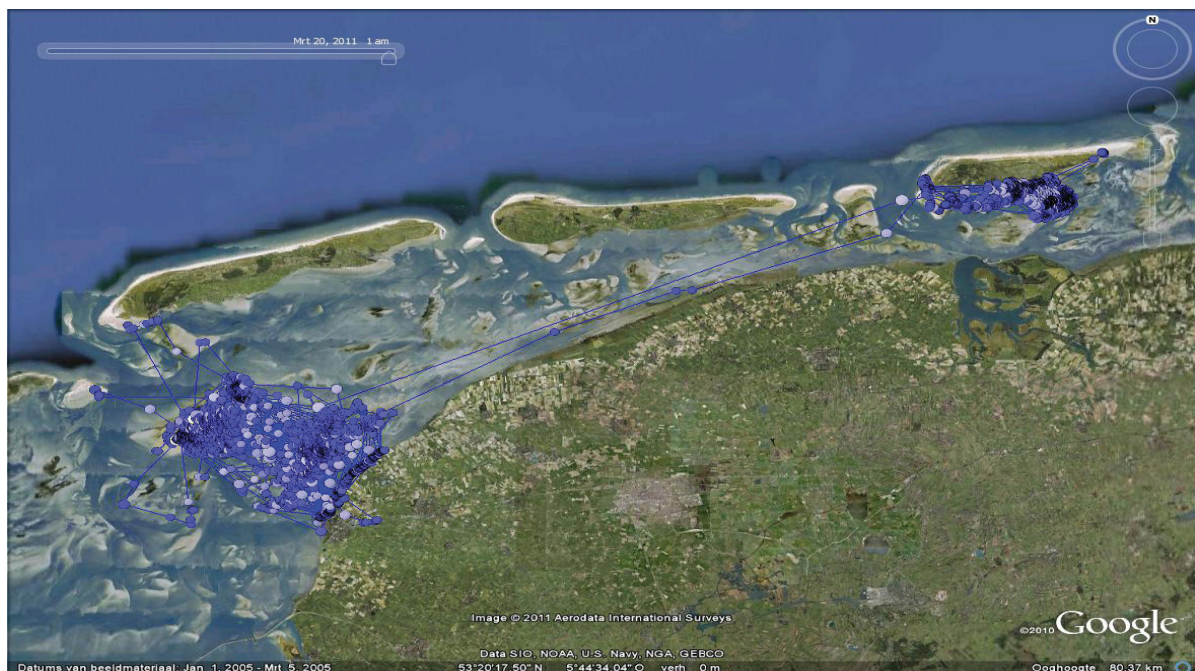 Mrt 20, 2011 1 am
N
Image © 2011 Aerodata International Surveys
©2010 Google
Data SIO, NOAA, U.S. Navy, NGA, GEBCO
Datums van beeldmateriaal: Jan 1, 2005 - Mrt 5, 2005 53°20'17.50" N 5°44'34.04" O verh 0 m Ooghoogte 80.37 km